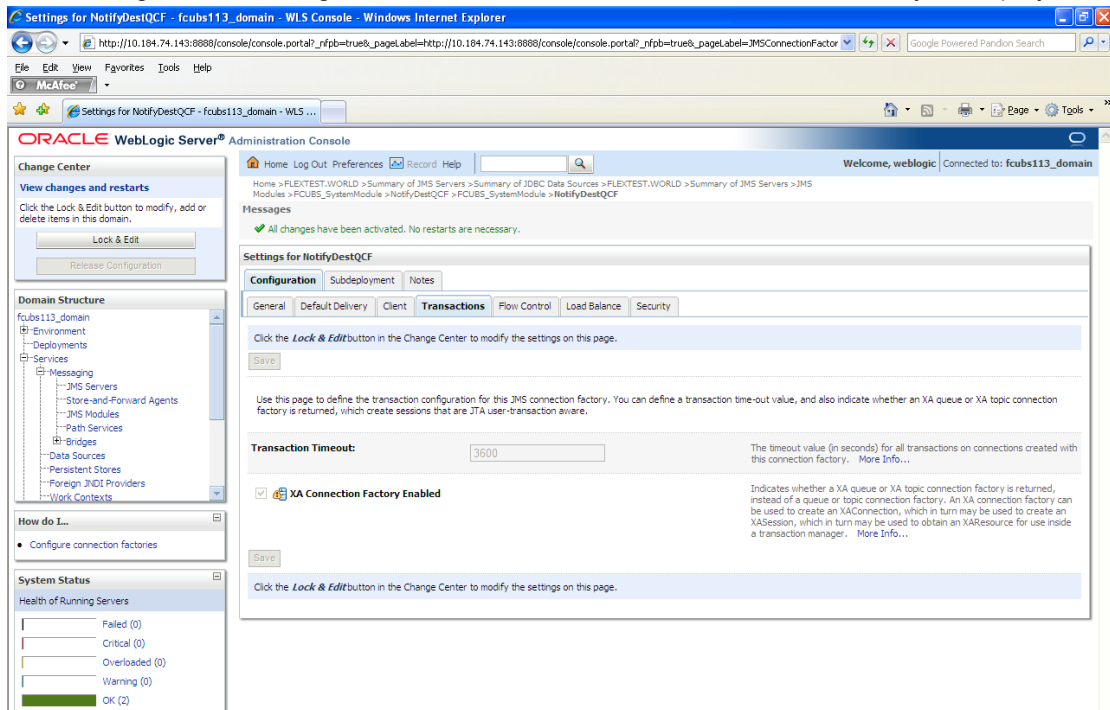 Settings for NotifyDestQCF - fcubs113_domain - WLS Console - Windows Internet Explorer
http://10.184.74.143:8888/console/console.portal?_nfpb=true&_pageLabel=http://10.184.74.143:8888/console/console.portal?_nfpb=true&_pageLabel=JMSConnectionFactor
Google Powered Pandion Search
File Edit View Favorites Tools Help
McAfee
Settings for NotifyDestQCF - fcubs113_domain - WLS ...
Page Tools »
ORACLE WebLogic Server® Administration Console
Change Center
View changes and restarts
Click the Lock & Edit button to modify, add or
delete items in this domain.
Lock & Edit
Release Configuration
Domain Structure
fcubs113_domain
Environment
Deployments
Services
Messaging
JMS Servers
Store-and-Forward Agents
JMS Modules
Path Services
Bridges
Data Sources
Persistent Stores
Foreign JNDI Providers
Work Contexts
How do I...
Configure connection factories
System Status
Health of Running Servers
Failed (0)
Critical (0)
Overloaded (0)
Warning (0)
OK (2)
Home Log Out Preferences Record Help
Welcome, weblogic Connected to: fcubs113_domain
Home >FLEXTEST.WORLD >Summary of JMS Servers >Summary of JDBC Data Sources >FLEXTEST.WORLD >Summary of JMS Servers >JMS
Modules >FCUBS_SystemModule >NotifyDestQCF >FCUBS_SystemModule >NotifyDestQCF
Messages
All changes have been activated. No restarts are necessary.
Settings for NotifyDestQCF
Configuration Subdeployment Notes
General Default Delivery Client Transactions Flow Control Load Balance Security
Click the Lock & Edit button in the Change Center to modify the settings on this page.
Save
Use this page to define the transaction configuration for this JMS connection factory. You can define a transaction time-out value, and also indicate whether an XA queue or XA topic connection
factory is returned, which create sessions that are JTA user-transaction aware.
Transaction Timeout:
3600
The timeout value (in seconds) for all transactions on connections created with
this connection factory. More Info...
XA Connection Factory Enabled
Indicates whether a XA queue or XA topic connection factory is returned,
instead of a queue or topic connection factory. An XA connection factory can
be used to create an XAConnection, which in turn may be used to create an
XASession, which in turn may be used to obtain an XAResource for use inside
a transaction manager. More Info...
Save
Click the Lock & Edit button in the Change Center to modify the settings on this page.